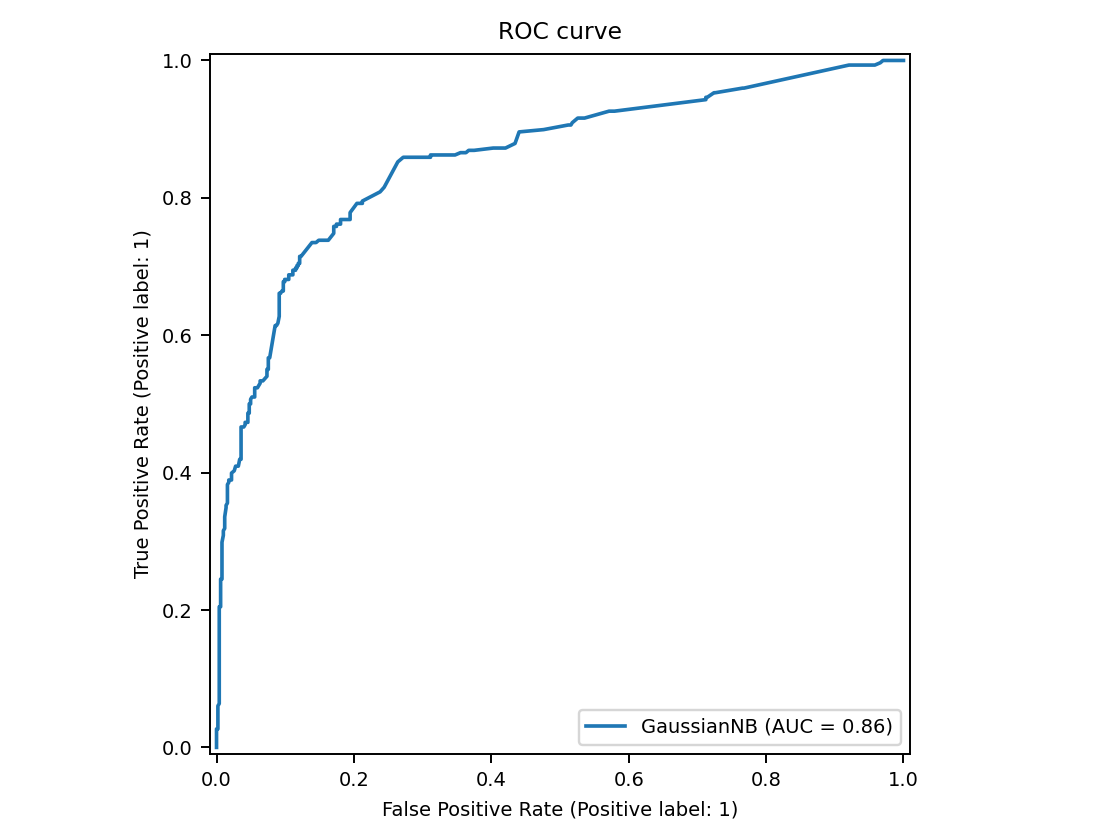 ROC curve
True Positive Rate (Positive label: 1)
1.0
0.8
0.6
0.4
0.2
0.0
GaussianNB (AUC = 0.86)
0.0 0.2 0.4 0.6 0.8 1.0
False Positive Rate (Positive label: 1)